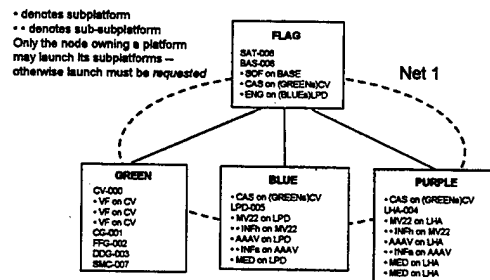 • denotes subplatform
• • denotes sub-subplatform
Only the node owning a platform
may launch its subplatforms –
otherwise launch must be requested
Net 1
FLAG
SAT-006
BAS-008
• SOF on BASE
• CAS on (GREENs)CV
• ENG on (BLUEs)LPD
GREEN
CV-000
• VF on CV
• VF on CV
• VF on CV
CG-001
FFG-002
DDG-003
SMC-007
BLUE
• CAS on (GREENs)CV
LPD-005
• MV22 on LPD
• • INFh on MV22
• AAAV on LPD
• • INFa on AAAV
• MED on LPD
PURPLE
• CAS on (GREENs)CV
LHA-004
• MV22 on LHA
• • INFh on MV22
• AAAV on LHA
• • INFa on AAAV
• MED on LHA
• MED on LHA